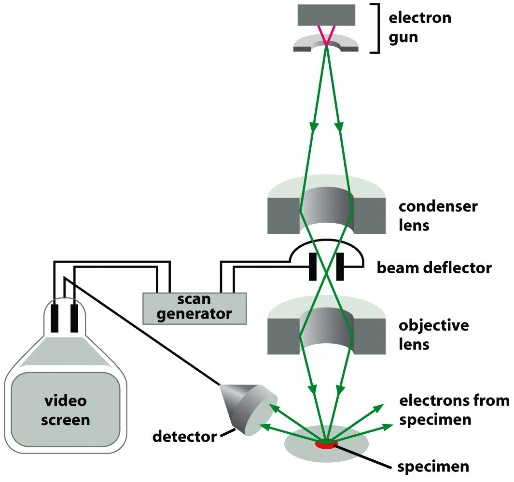 electron
gun
condenser
lens
beam deflector
scan
generator
objective
lens
video
screen
electrons from
specimen
detector
specimen